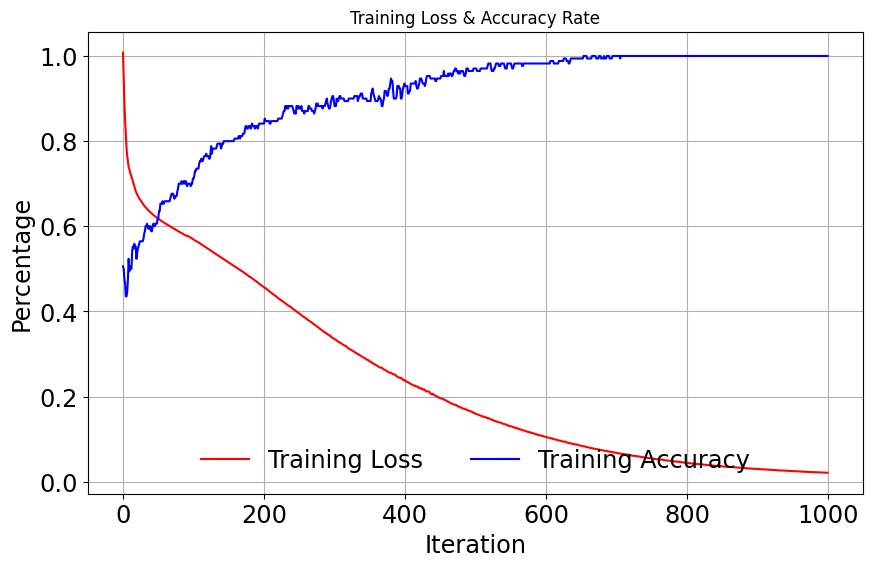 Training Loss & Accuracy Rate
1.0
0.8
0.6
0.4
0.2
0.0
Percentage
Training Loss
Training Accuracy
0 200 400 600 800 1000
Iteration